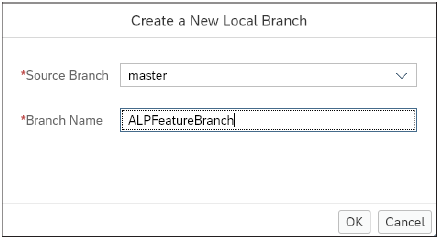 Create a New Local Branch
*Source Branch master
*Branch Name ALPFeatureBranch
OK Cancel